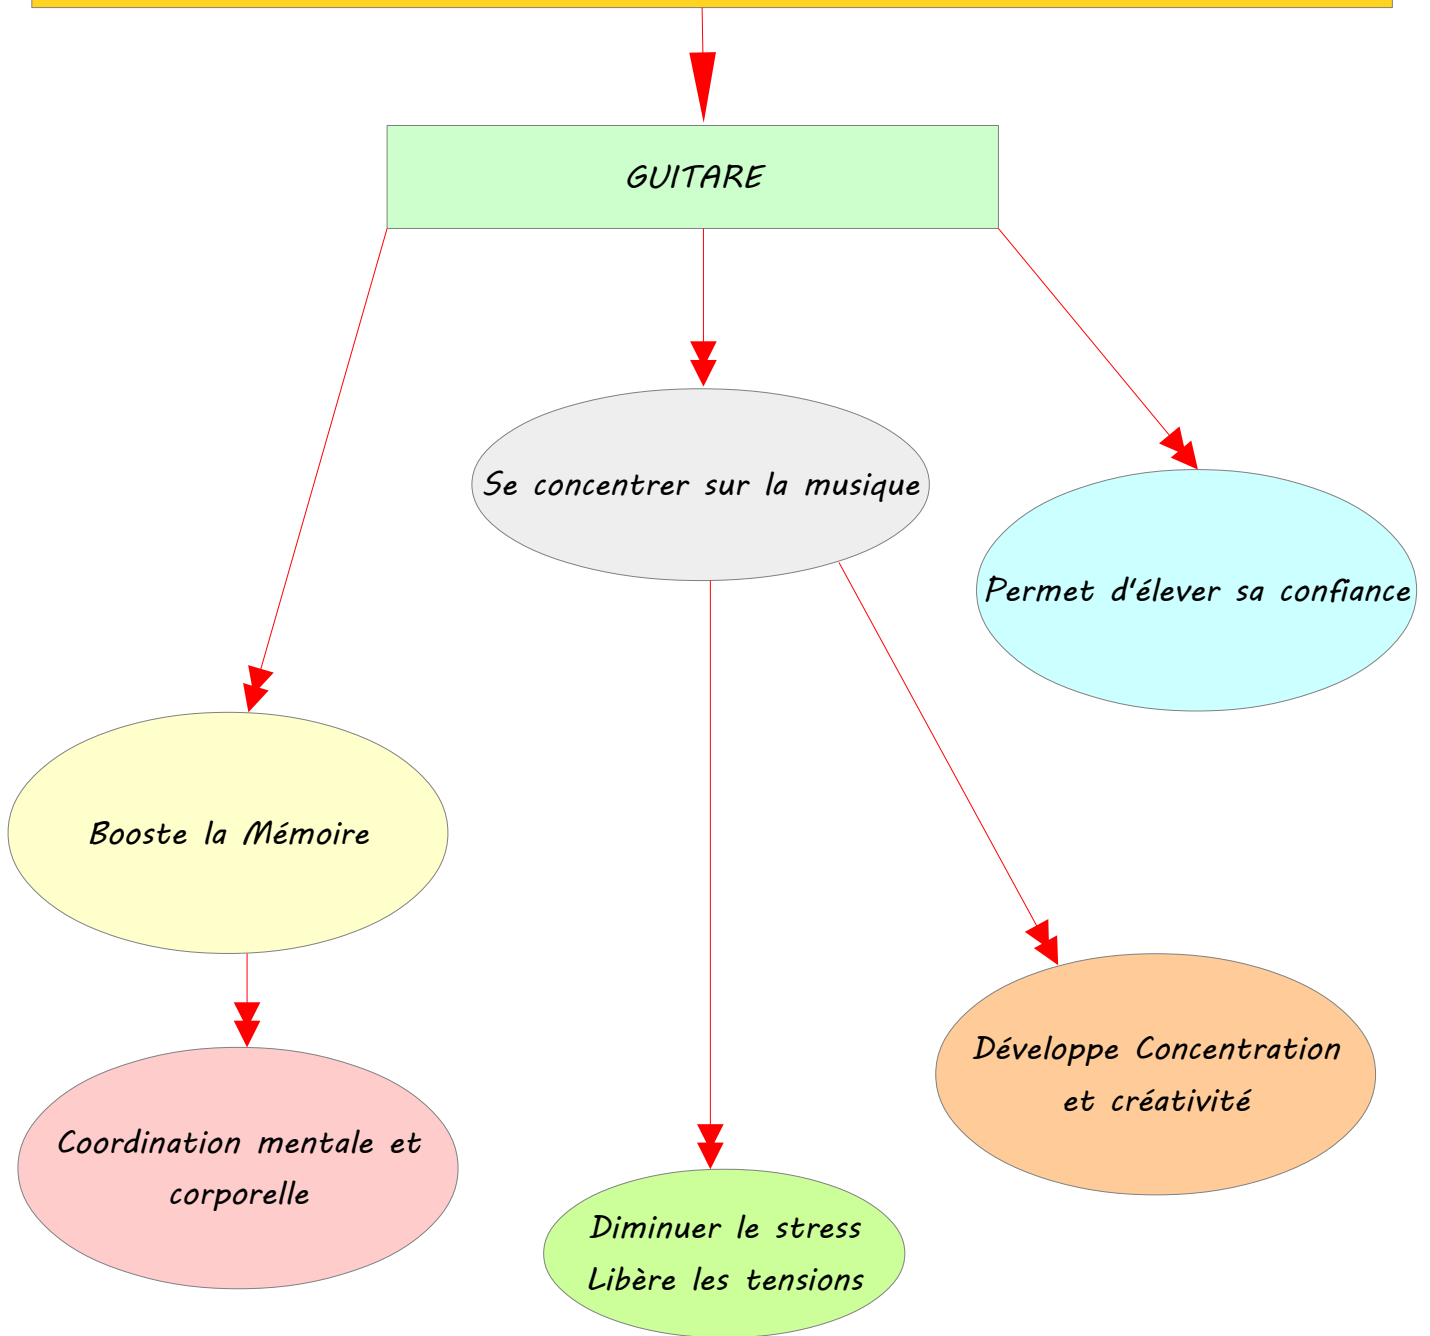 GUITARE
Se concentrer sur la musique
Permet d'élever sa confiance
Booste la Mémoire
Développe Concentration
et créativité
Coordination mentale et
corporelle
Diminuer le stress
Libère les tensions